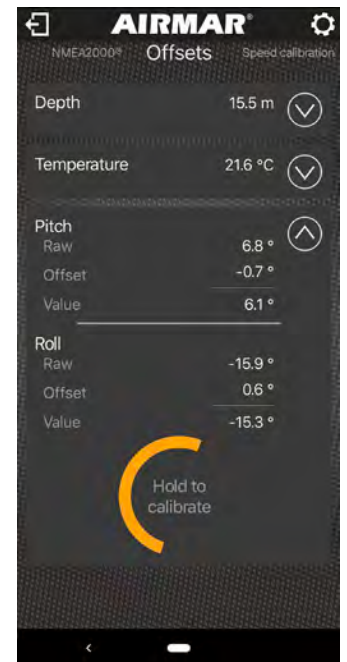 AIRMAR®
NMEA2000® Offsets Speed calibration
Depth 15.5 m
Temperature 21.6 °C
Pitch
Raw 6.8 °
Offset -0.7 °
Value 6.1 °
Roll
Raw -15.9 °
Offset 0.6 °
Value -15.3 °
Hold to
calibrate